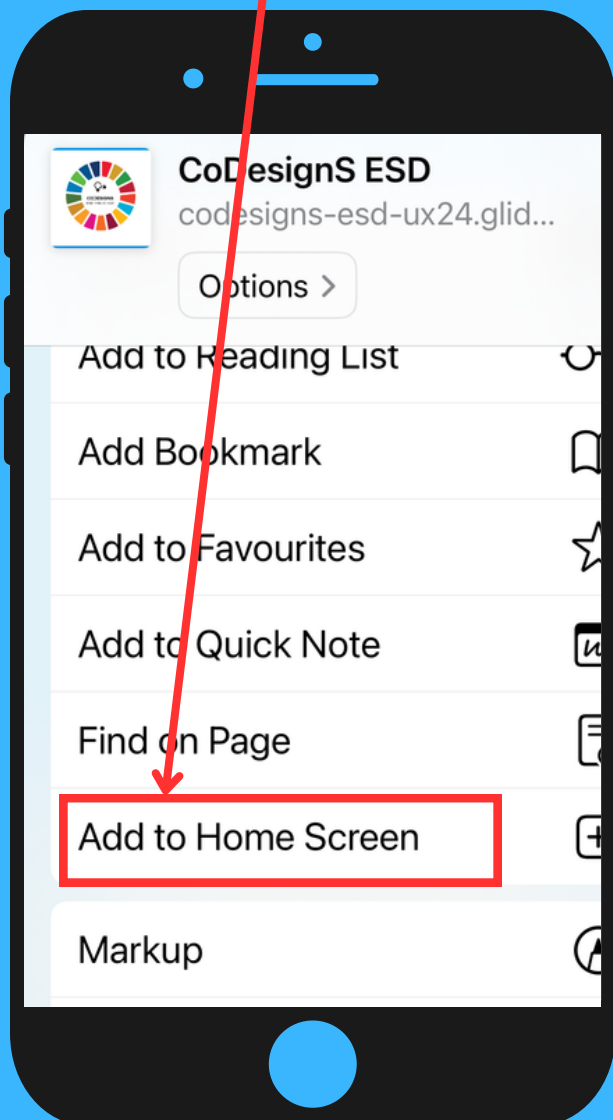 CoDesignS ESD
codesigns-esd-ux24.glid...
Options
Add to Reading List
Add Bookmark
Add to Favourites
Add to Quick Note
Find on Page
Add to Home Screen
Markup